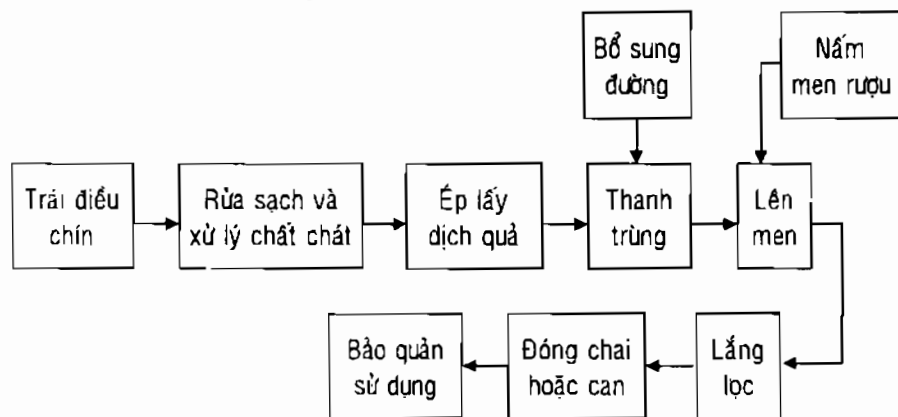 Bổ sung
đường
Nấm
men rượu
Trái điều
chín
Rửa sạch và
xử lý chất chát
Ép lấy
dịch quả
Thanh
trùng
Lên
men
Bảo quản
sử dụng
Đóng chai
hoặc can
Lắng
lọc